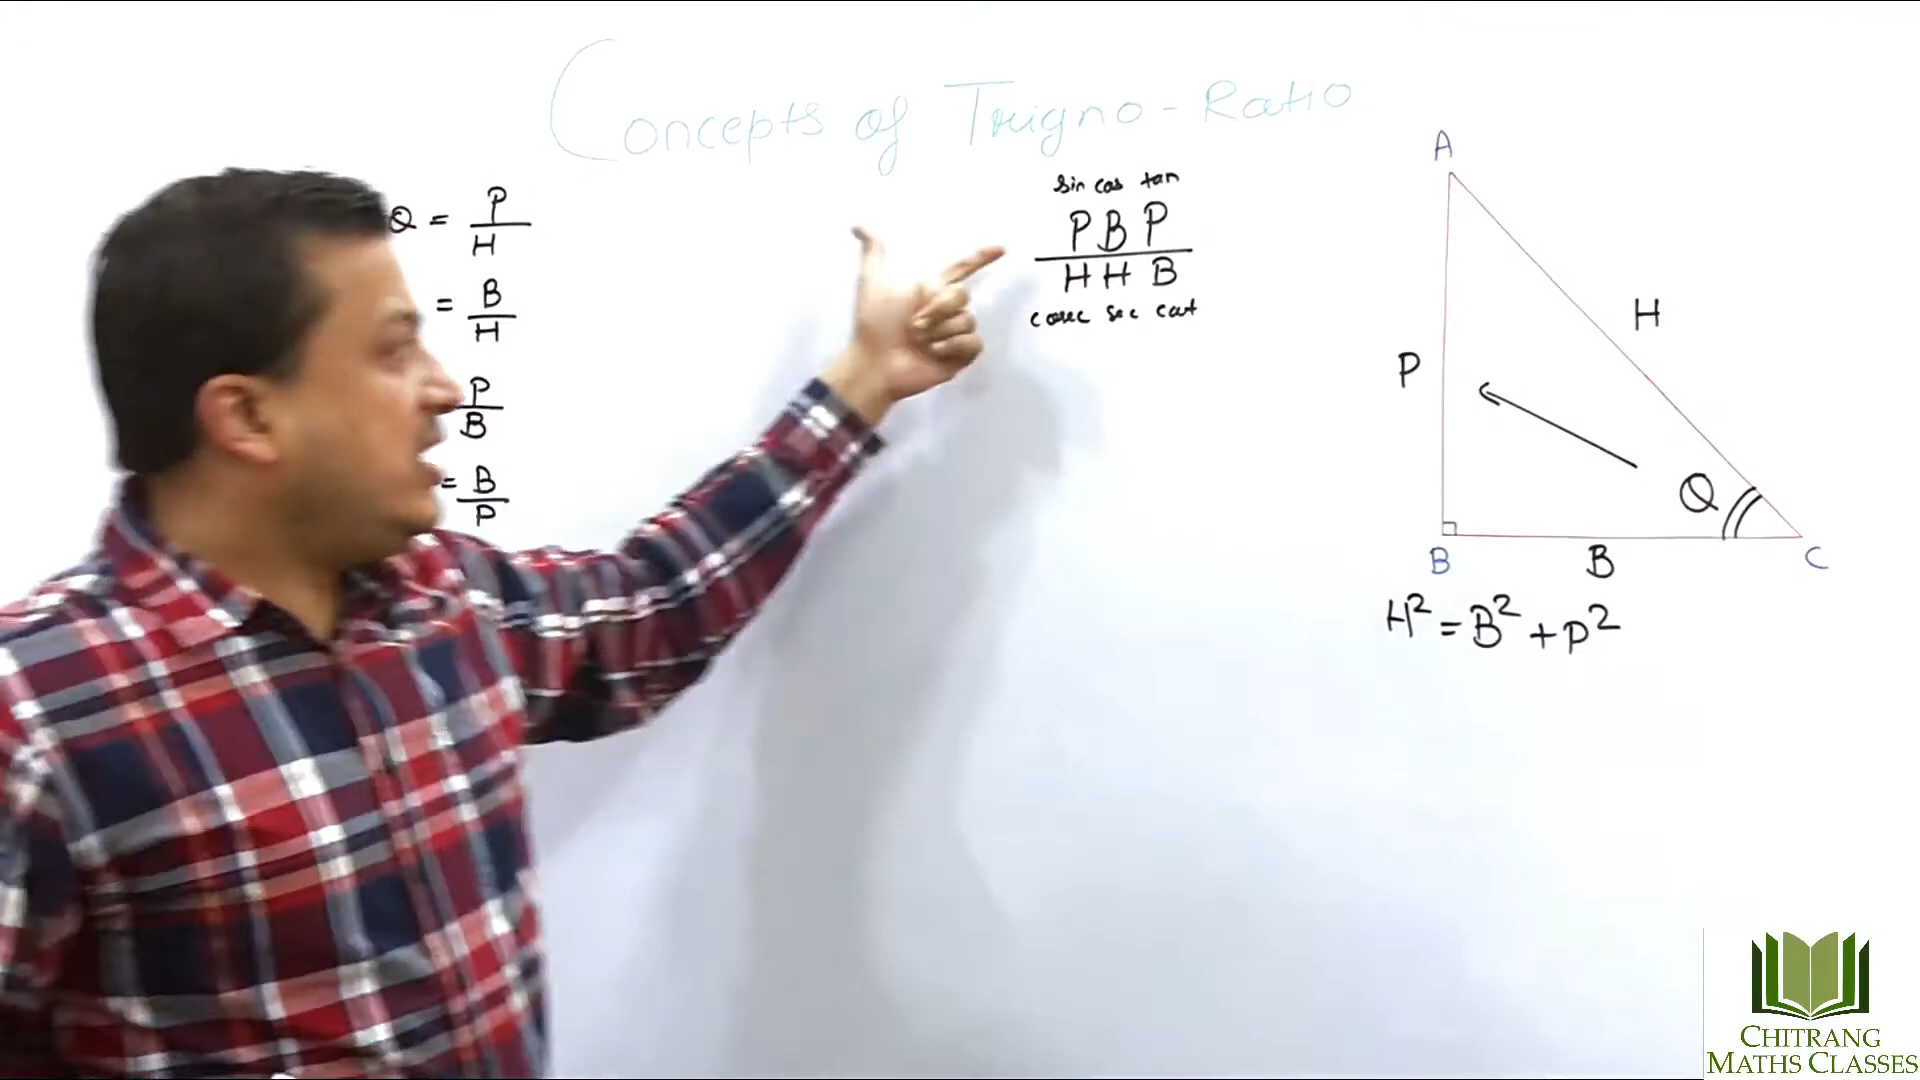 Concepts of Trigno-Ratio
Q = P/H
= B/H
P/B
= B/P
sin cos tan
P B P
H H B
cosec sec cot
A
P
H
Q
B
B
C
H² = B² + P²
CHITRANG
MATHS CLASSES